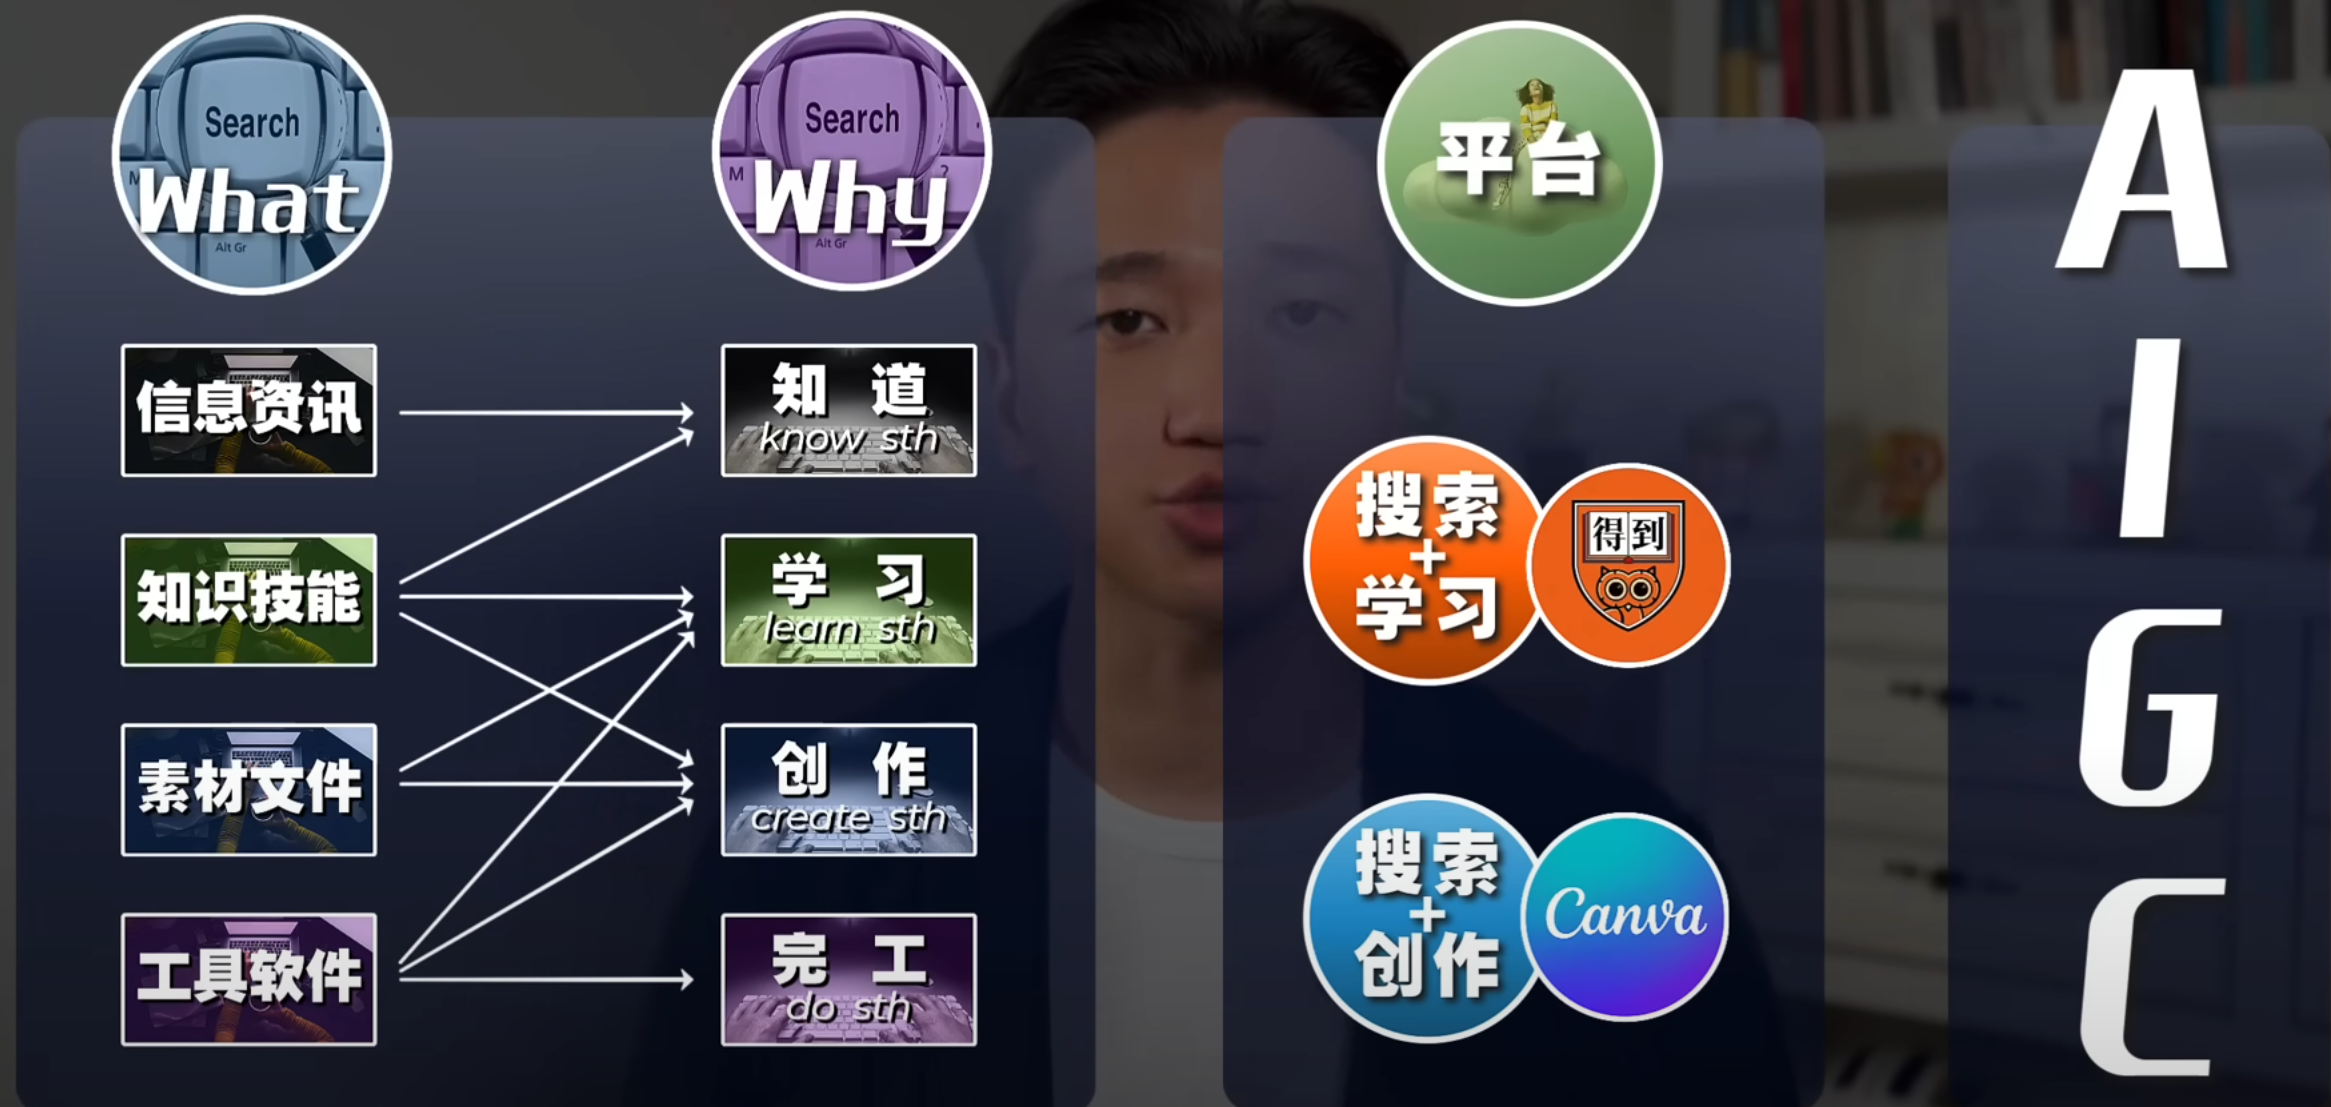 Search
M
?
What
Alt Gr
Search
M
?
Why
Alt Gr
平台
信息资讯
知识技能
素材文件
工具软件
知 道
know sth
学 习
learn sth
创 作
create sth
完 工
do sth
搜索
+
学习
得到
搜索
+
创作
Canva
A
I
G
C